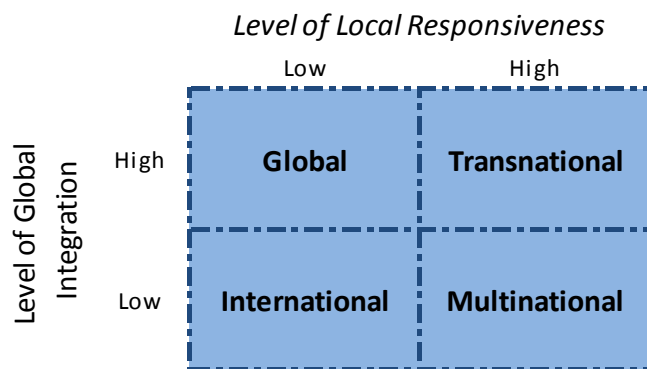 Level of Local Responsiveness
Low High
Level of Global
Integration
High Global Transnational
Low International Multinational